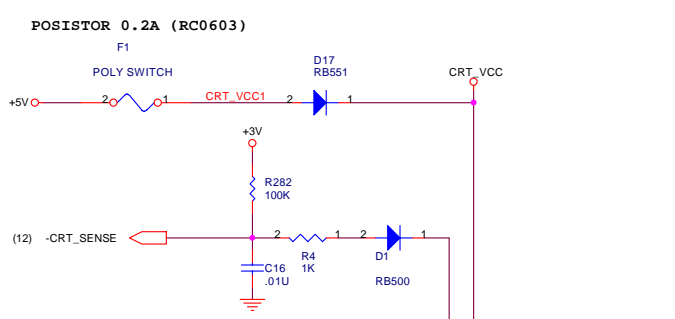 POSISTOR 0.2A (RC0603)
F1
POLY SWITCH
D17
RB551
CRT_VCC
+5V
2
1
CRT_VCC1
2
1
+3V
R282
100K
(12) -CRT_SENSE
2
1
2
1
R4
1K
D1
C16
.01U
RB500